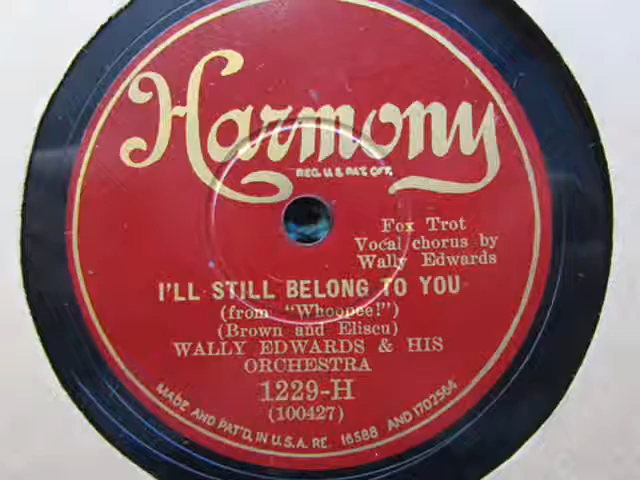 Harmony
REG. U.S. PAT. OFF.
Fox Trot
Vocal chorus by
Wally Edwards
I'LL STILL BELONG TO YOU
(from "Whoopee!")
(Brown and Eliscu)
WALLY EDWARDS & HIS
ORCHESTRA
1229-H
(100427)
MADE AND PAT'D, IN U.S.A. RE. 16588 AND 1702564